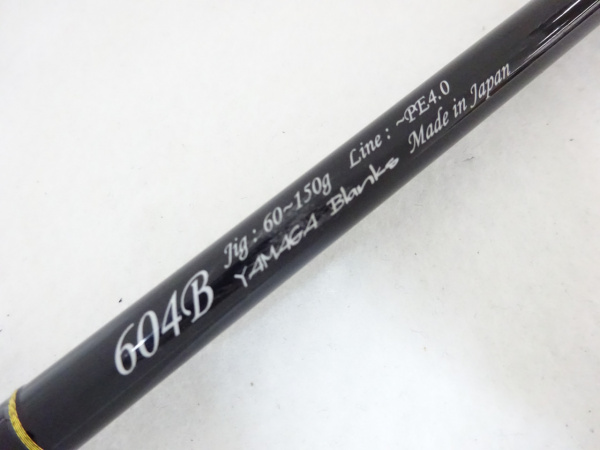 604B
Jig : 60~150g Line : ~PE4.0
YAMAGA Blanks Made in Japan